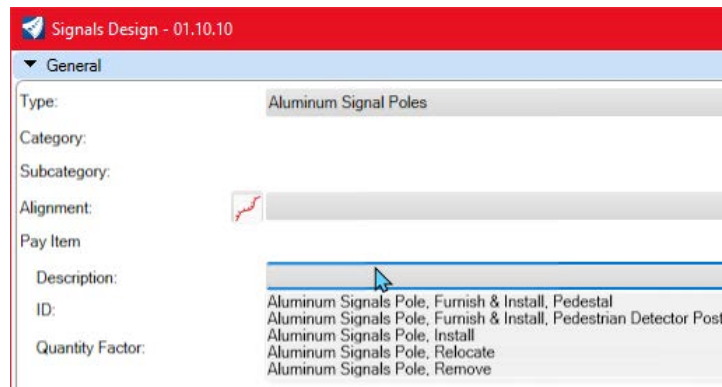 Signals Design - 01.10.10
General
Type: Aluminum Signal Poles
Category:
Subcategory:
Alignment:
Pay Item
Description:
ID:
Quantity Factor:
Aluminum Signals Pole, Furnish & Install, Pedestal
Aluminum Signals Pole, Furnish & Install, Pedestrian Detector Post
Aluminum Signals Pole, Install
Aluminum Signals Pole, Relocate
Aluminum Signals Pole, Remove